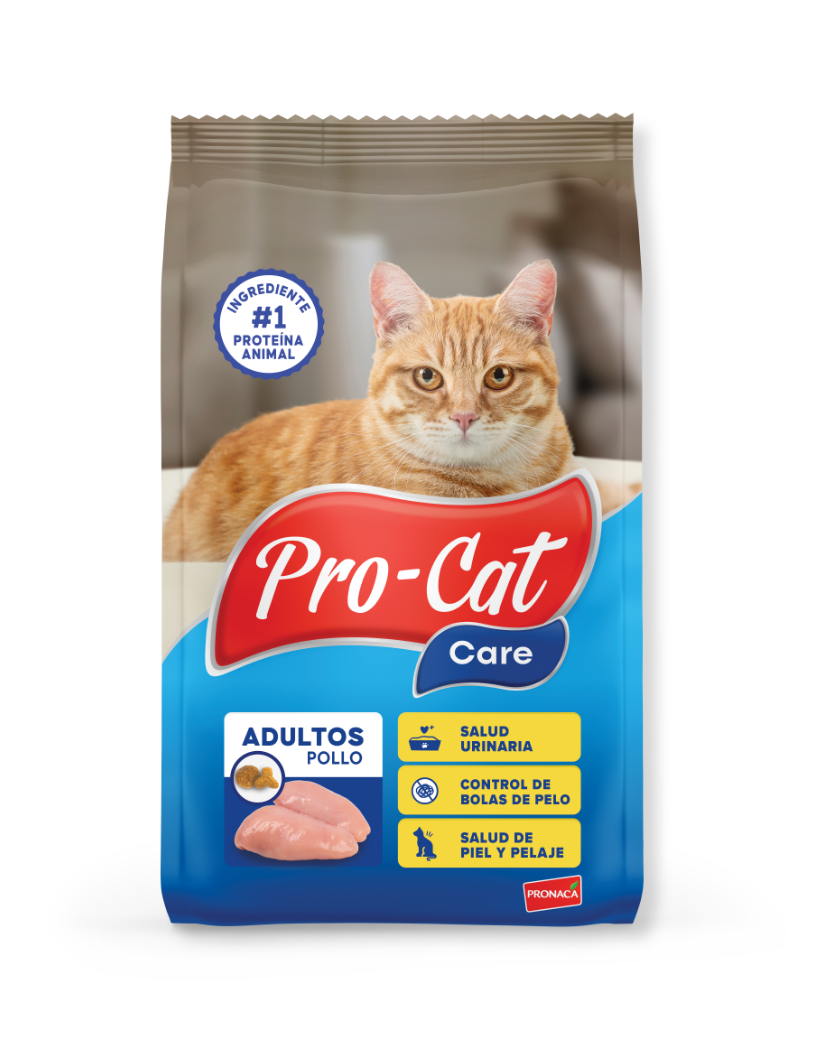 INGREDIENTE
#1
PROTEÍNA
ANIMAL
Pro-Cat
Care
ADULTOS
POLLO
SALUD
URINARIA
CONTROL DE
BOLAS DE PELO
SALUD DE
PIEL Y PELAJE
PRONACA